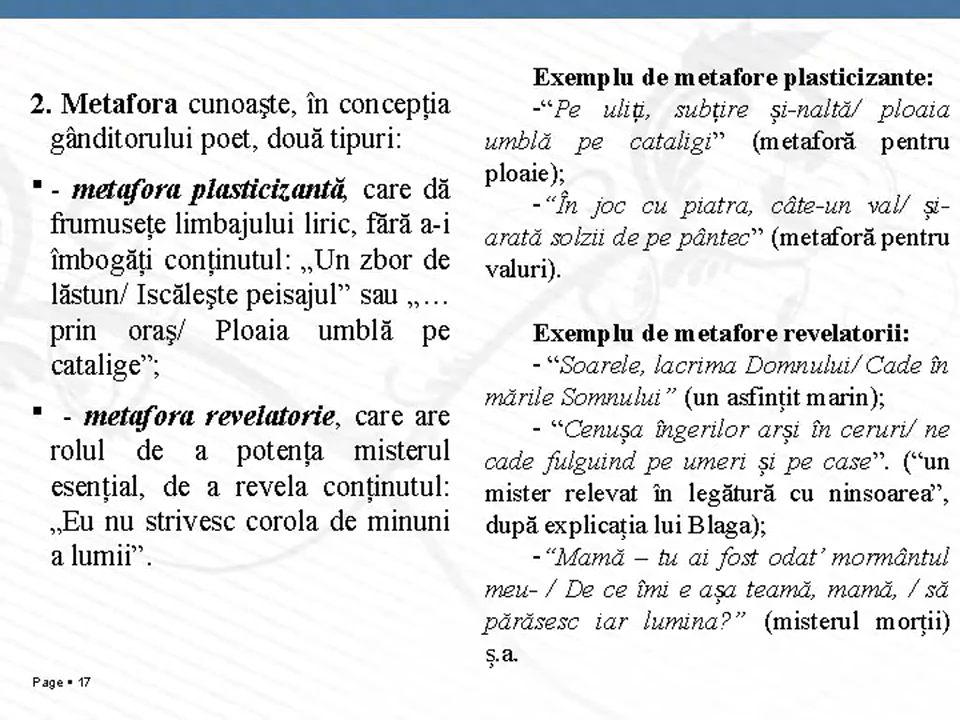 2. Metafora cunoaşte, în concepția
gânditorului poet, două tipuri:
▪ - metafora plasticizantă, care dă
frumusețe limbajului liric, fără a-i
îmbogăți conținutul: „Un zbor de
lăstun/ Iscăleşte peisajul” sau „…
prin oraş/ Ploaia umblă pe
catalige”;
▪ - metafora revelatorie, care are
rolul de a potența misterul
esențial, de a revela conținutul:
„Eu nu strivesc corola de minuni
a lumii”.
Exemplu de metafore plasticizante:
-“Pe uliți, subțire și-naltă/ ploaia
umblă pe cataligi” (metaforă pentru
ploaie);
-“În joc cu piatra, câte-un val/ și-
arată solzii de pe pântec” (metaforă pentru
valuri).
Exemplu de metafore revelatorii:
- “Soarele, lacrima Domnului/ Cade în
mările Somnului” (un asfințit marin);
- “Cenușa îngerilor arși în ceruri/ ne
cade fulguind pe umeri și pe case”. (“un
mister relevat în legătură cu ninsoarea”,
după explicația lui Blaga);
-“Mamă – tu ai fost odat’ mormântul
meu- / De ce îmi e așa teamă, mamă, / să
părăsesc iar lumina?” (misterul morții)
ș.a.
Page ▪ 17